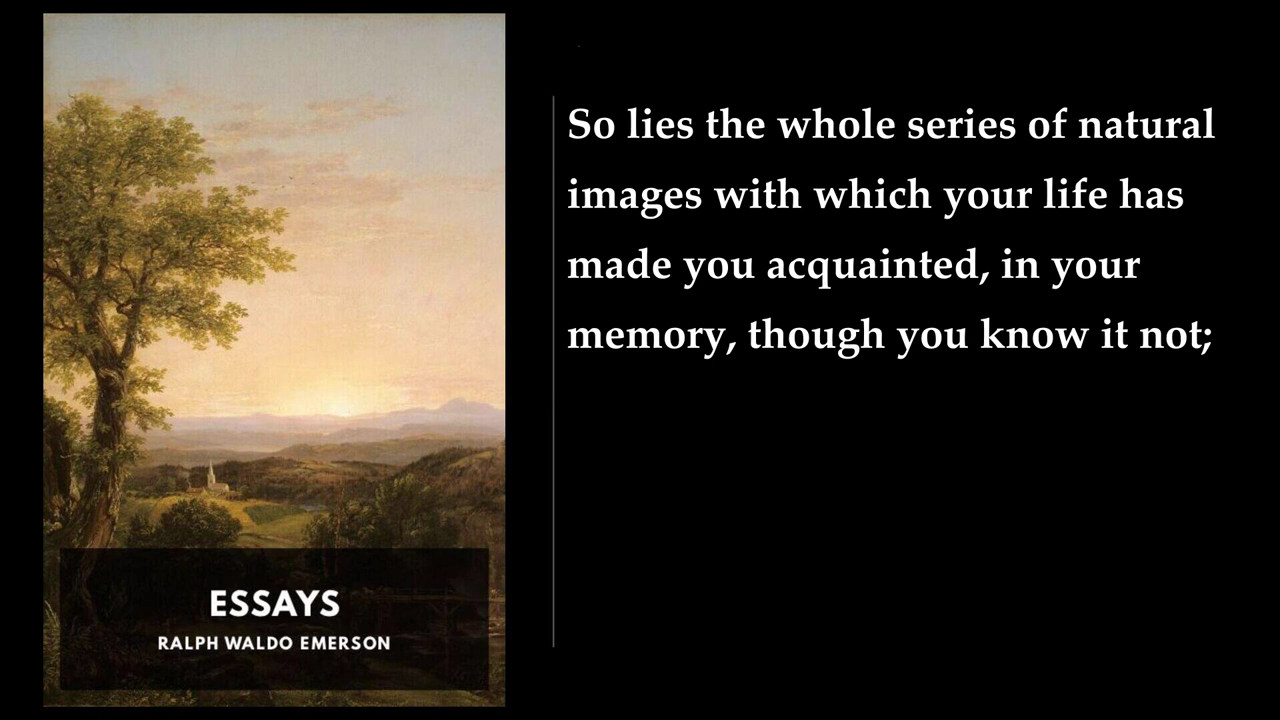 ESSAYS
RALPH WALDO EMERSON
So lies the whole series of natural
images with which your life has
made you acquainted, in your
memory, though you know it not;